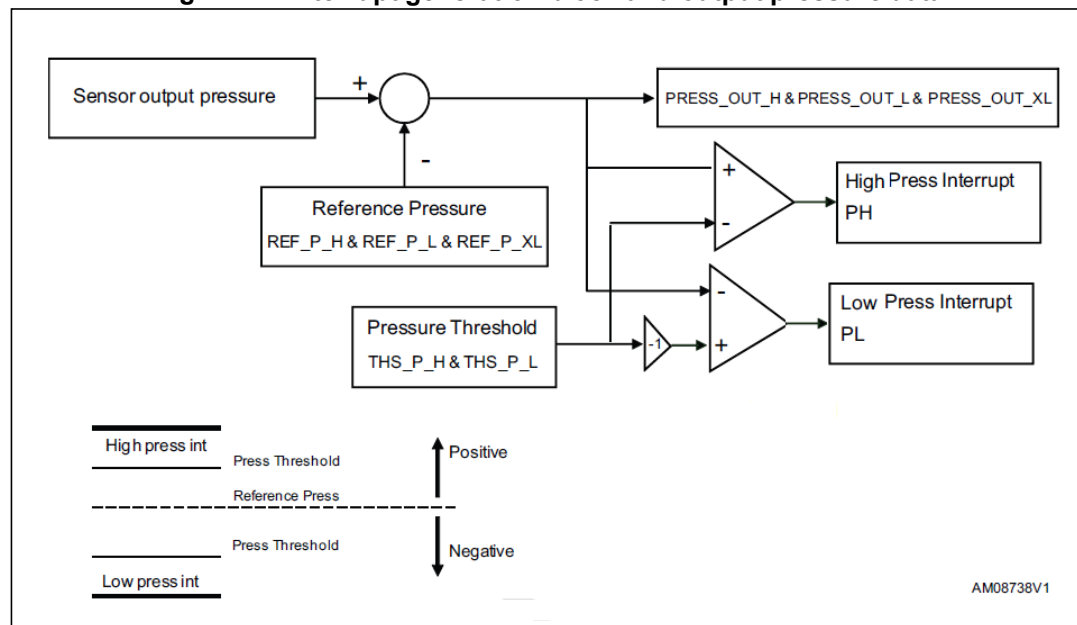 Sensor output pressure
+
-
PRESS_OUT_H & PRESS_OUT_L & PRESS_OUT_XL
Reference Pressure
REF_P_H & REF_P_L & REF_P_XL
+
-
High Press Interrupt
PH
Pressure Threshold
THS_P_H & THS_P_L
-1
-
+
Low Press Interrupt
PL
High press int
Press Threshold
Reference Press
Press Threshold
Low press int
Positive
Negative
AM08738V1